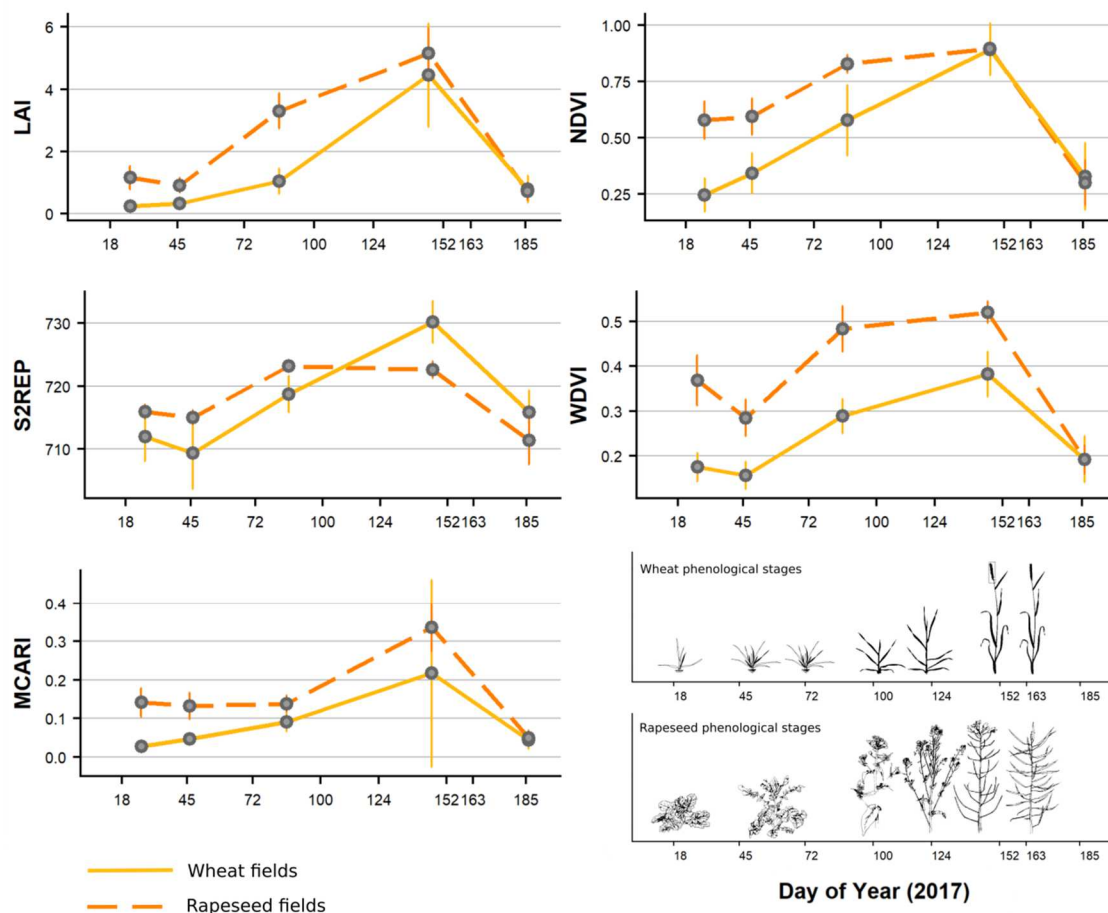 LAI
6
4
2
0
18 45 72 100 124 152 163 185
NDVI
1.00
0.75
0.50
0.25
18 45 72 100 124 152 163 185
S2REP
730
720
710
18 45 72 100 124 152 163 185
WDVI
0.5
0.4
0.3
0.2
18 45 72 100 124 152 163 185
MCARI
0.4
0.3
0.2
0.1
0.0
18 45 72 100 124 152 163 185
Wheat phenological stages
18 45 72 100 124 152 163 185
Rapeseed phenological stages
18 45 72 100 124 152 163 185
Day of Year (2017)
Wheat fields
Rapeseed fields